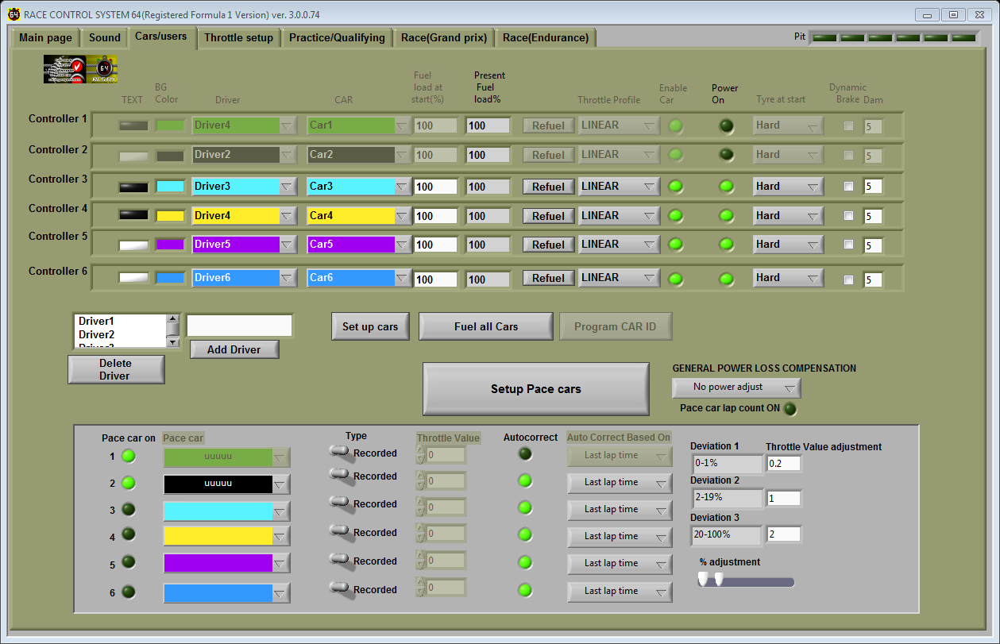 RACE CONTROL SYSTEM 64(Registered Formula 1 Version) ver. 3.0.0.74
Main page Sound Cars/users Throttle setup Practice/Qualifying Race(Grand prix) Race(Endurance) Pit
64
TEXT BG Color Driver CAR Fuel load at start(%) Present Fuel load% Throttle Profile Enable Car Power On Tyre at start Dynamic Brake Dam
Controller 1 Driver4 Car1 100 100 Refuel LINEAR Hard 5
Controller 2 Driver2 Car2 100 100 Refuel LINEAR Hard 5
Controller 3 Driver3 Car3 100 100 Refuel LINEAR Hard 5
Controller 4 Driver4 Car4 100 100 Refuel LINEAR Hard 5
Controller 5 Driver5 Car5 100 100 Refuel LINEAR Hard 5
Controller 6 Driver6 Car6 100 100 Refuel LINEAR Hard 5
Driver1
Driver2
Set up cars Fuel all Cars Program CAR ID
Add Driver
Delete
Driver
Setup Pace cars
GENERAL POWER LOSS COMPENSATION
No power adjust
Pace car lap count ON
Pace car on Pace car Type Throttle Value Autocorrect Auto Correct Based On
1 uuuuu Recorded 0 Last lap time
2 uuuuu Recorded 0 Last lap time
3 Recorded 0 Last lap time
4 Recorded 0 Last lap time
5 Recorded 0 Last lap time
6 Recorded 0 Last lap time
Deviation 1 Throttle Value adjustment
0-1% 0.2
Deviation 2
2-19% 1
Deviation 3
20-100% 2
% adjustment